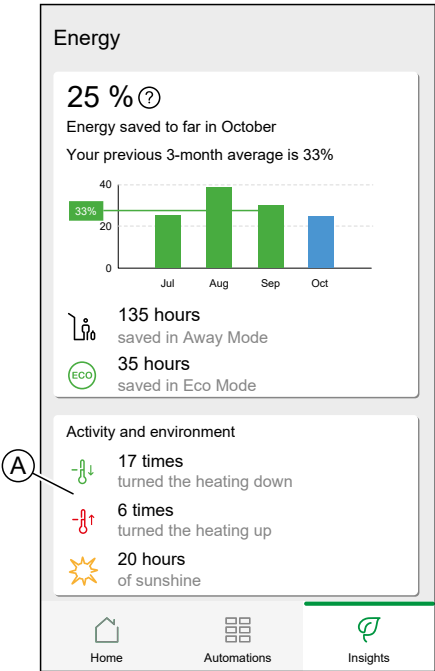 Energy
25 % ?
Energy saved to far in October
Your previous 3-month average is 33%
40
33%
20
0
Jul Aug Sep Oct
135 hours
saved in Away Mode
ECO
35 hours
saved in Eco Mode
Activity and environment
A
17 times
turned the heating down
6 times
turned the heating up
20 hours
of sunshine
Home Automations Insights